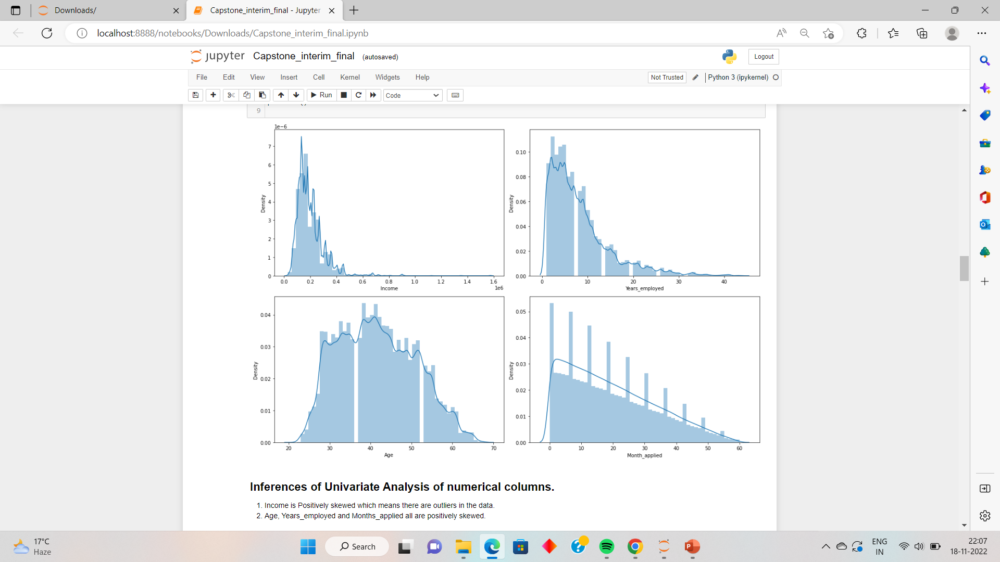 Downloads/
Capstone_interim_final - Jupyter
localhost:8888/notebooks/Downloads/Capstone_interim_final.ipynb
jupyter Capstone_interim_final (autosaved)
Logout
File Edit View Insert Cell Kernel Widgets Help
Not Trusted Python 3 (ipykernel)
Run Code
9
1e−6
7
6
5
4
3
2
1
0
Density
0.0 0.2 0.4 0.6 0.8 1.0 1.2 1.4 1.6
Income 1e6
0.10
0.08
0.06
0.04
0.02
0.00
Density
0 10 20 30 40
Years_employed
0.04
0.03
0.02
0.01
0.00
Density
20 30 40 50 60 70
Age
0.05
0.04
0.03
0.02
0.01
0.00
Density
0 10 20 30 40 50 60
Month_applied
Inferences of Univariate Analysis of numerical columns.
1. Income is Positively skewed which means there are outliers in the data.
2. Age, Years_employed and Months_applied all are positively skewed.
17°C
Haze
Search
ENG
IN
22:07
18-11-2022